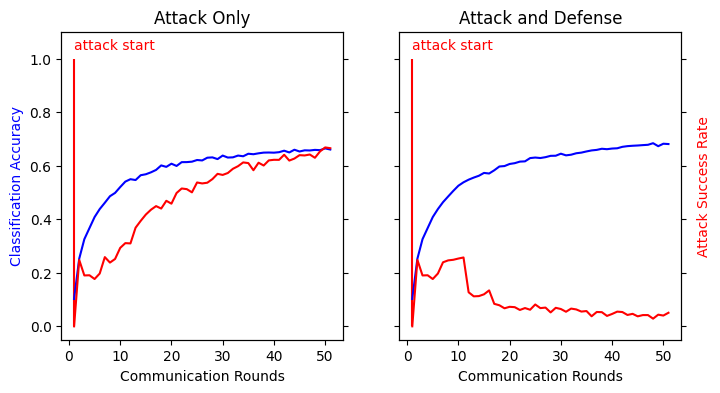 Attack Only
Attack and Defense
attack start
attack start
1.0
0.8
0.6
0.4
0.2
0.0
Classification Accuracy
Attack Success Rate
0
10
20
30
40
50
0
10
20
30
40
50
Communication Rounds
Communication Rounds